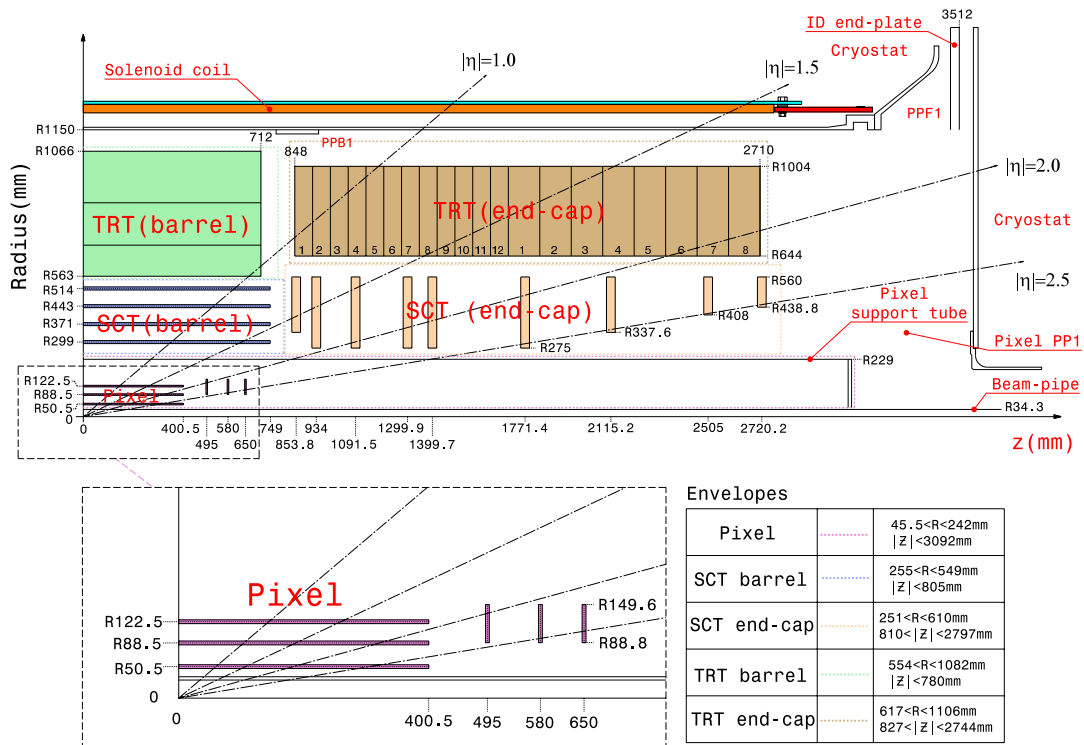 3512
ID end-plate
Cryostat
|η|=1.0
|η|=1.5
Solenoid coil
PPF1
R1150
712
PPB1
R1066
848
2710
R1004
|η|=2.0
TRT(barrel)
TRT(end-cap)
Cryostat
Radius(mm)
1 2 3 4 5 6 7 8 9 10 11 12 1 2 3 4 5 6 7 8
R644
R563
R560
|η|=2.5
R514
R443
R371
R299
SCT(barrel)
SCT (end-cap)
Pixel
support tube
R438.8
R408
R337.6
R275
Pixel PP1
R229
R122.5
R88.5
R50.5
Pixel
Beam-pipe
R34.3
0
0
400.5
495
580
650
749
853.8
934
1091.5
1299.9
1399.7
1771.4
2115.2
2505
2720.2
z(mm)
Pixel
R122.5
R88.5
R50.5
0
R149.6
R88.8
0
400.5
495
580
650
Envelopes
Pixel
45.5<R<242mm
|Z|<3092mm
SCT barrel
255<R<549mm
|Z|<805mm
SCT end-cap
251<R<610mm
810<|Z|<2797mm
TRT barrel
554<R<1082mm
|Z|<780mm
TRT end-cap
617<R<1106mm
827<|Z|<2744mm